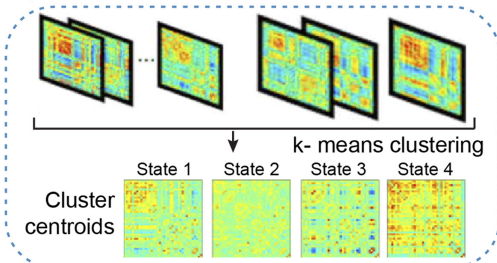 ...
k- means clustering
State 1 State 2 State 3 State 4
Cluster
centroids